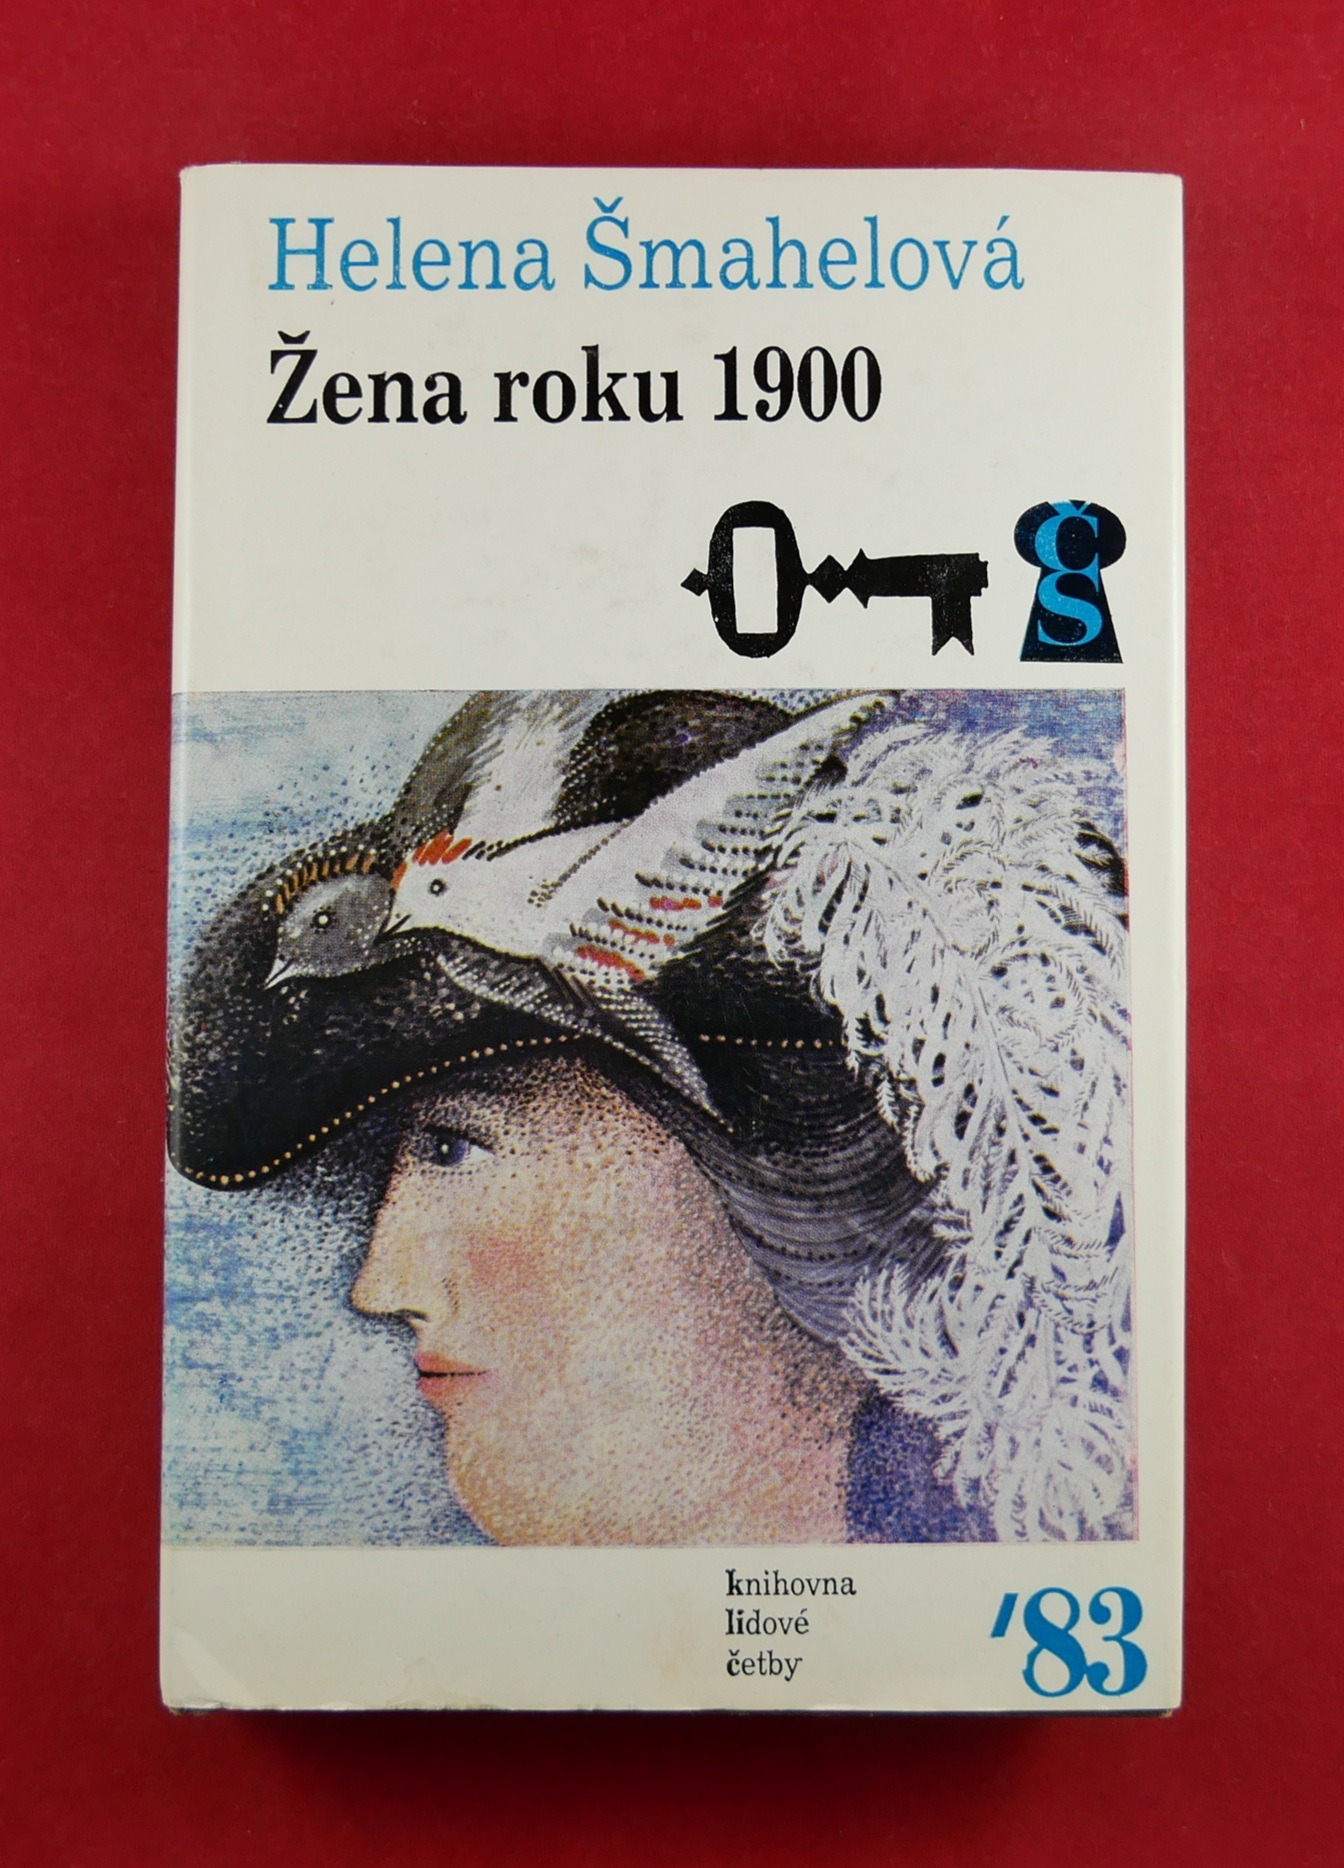 Helena Šmahelová
Žena roku 1900
ČS
knihovna
lidové
četby
'83